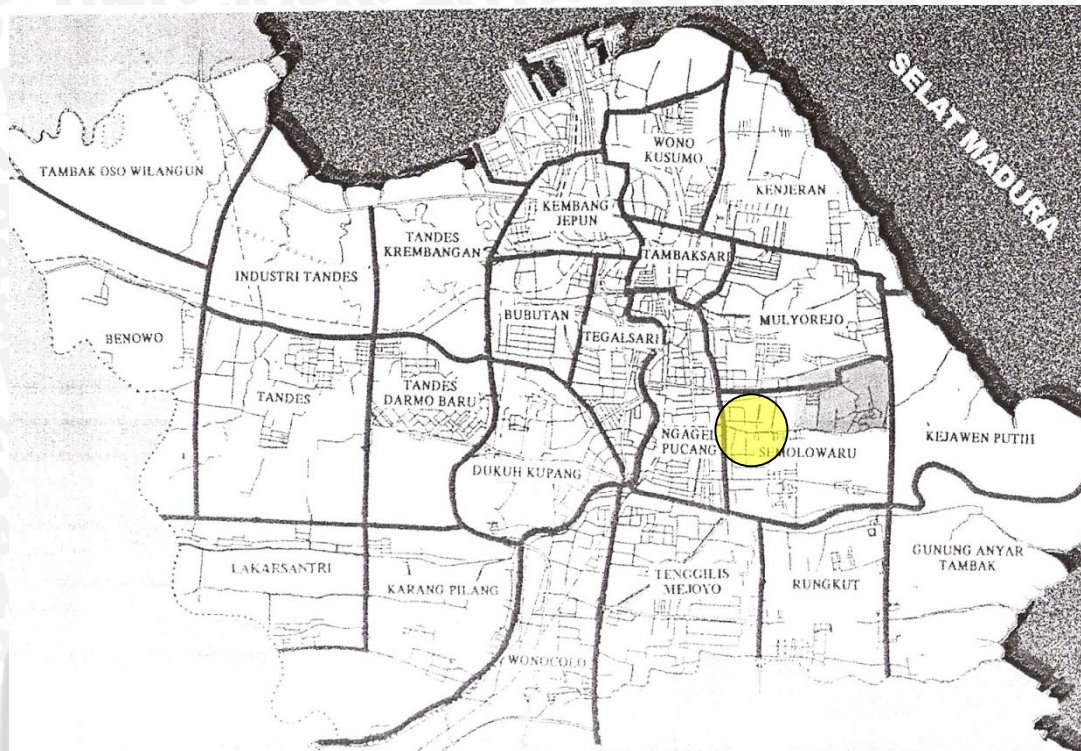 SELAT MADURA
TAMBAK OSO WILANGUN
WONO
KUSUMO
KENJERAN
KEMBANG
JEPUN
TANDES
KREMBANGAN
INDUSTRI TANDES
TAMBAKSARI
BENOWO
BUBUTAN
TEGALSARI
MULYOREJO
TANDES
TANDES
DARMO BARU
DUKUH KUPANG
NGAGEL
PUCANG
SEMOLOWARU
KEJAWEN PUTIH
LAKARSANTRI
KARANG PILANG
TENGGILIS
MEJOYO
RUNGKUT
GUNUNG ANYAR
TAMBAK
WONOCOLO